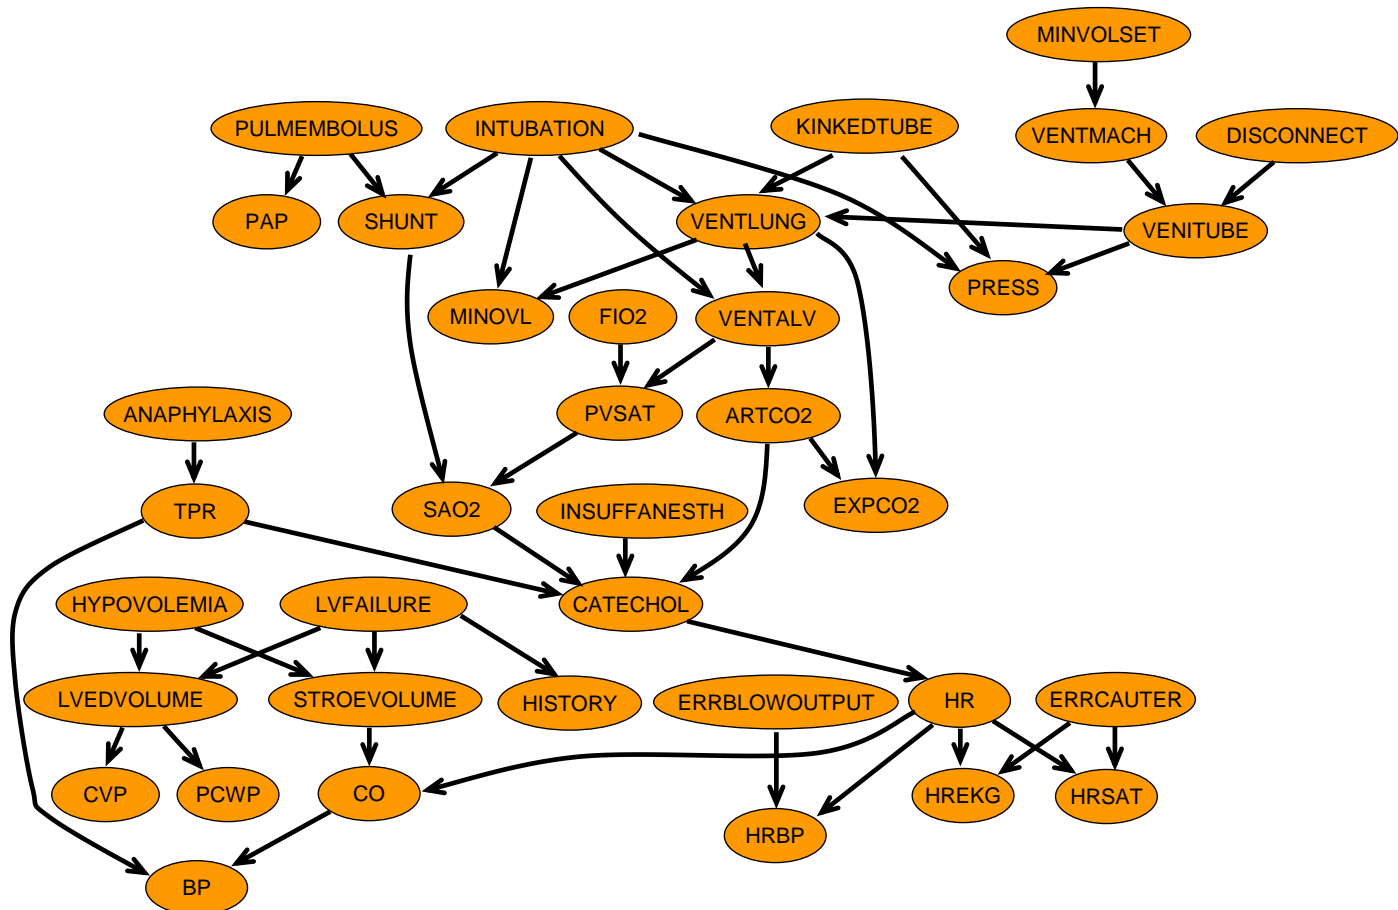 MINVOLSET
PULMEMBOLUS
INTUBATION
KINKEDTUBE
VENTMACH
DISCONNECT
PAP
SHUNT
VENTLUNG
VENITUBE
PRESS
MINOVL
FIO2
VENTALV
ANAPHYLAXIS
PVSAT
ARTCO2
TPR
SAO2
INSUFFANESTH
EXPCO2
HYPOVOLEMIA
LVFAILURE
CATECHOL
LVEDVOLUME
STROEVOLUME
HISTORY
ERRBLOWOUTPUT
HR
ERRCAUTER
CVP
PCWP
CO
HREKG
HRSAT
HRBP
BP